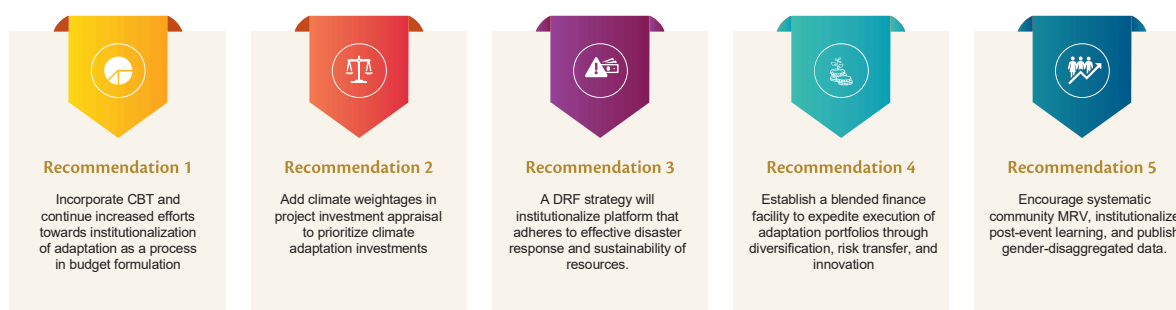 Recommendation 1
Incorporate CBT and
continue increased efforts
towards institutionalization
of adaptation as a process
in budget formulation
Recommendation 2
Add climate weightages in
project investment appraisal
to prioritize climate
adaptation investments
Recommendation 3
A DRF strategy will
institutionalize platform that
adheres to effective disaster
response and sustainability of
resources.
Recommendation 4
Establish a blended finance
facility to expedite execution of
adaptation portfolios through
diversification, risk transfer, and
innovation
Recommendation 5
Encourage systematic
community MRV, institutionalize
post-event learning, and publish
gender-disaggregated data.